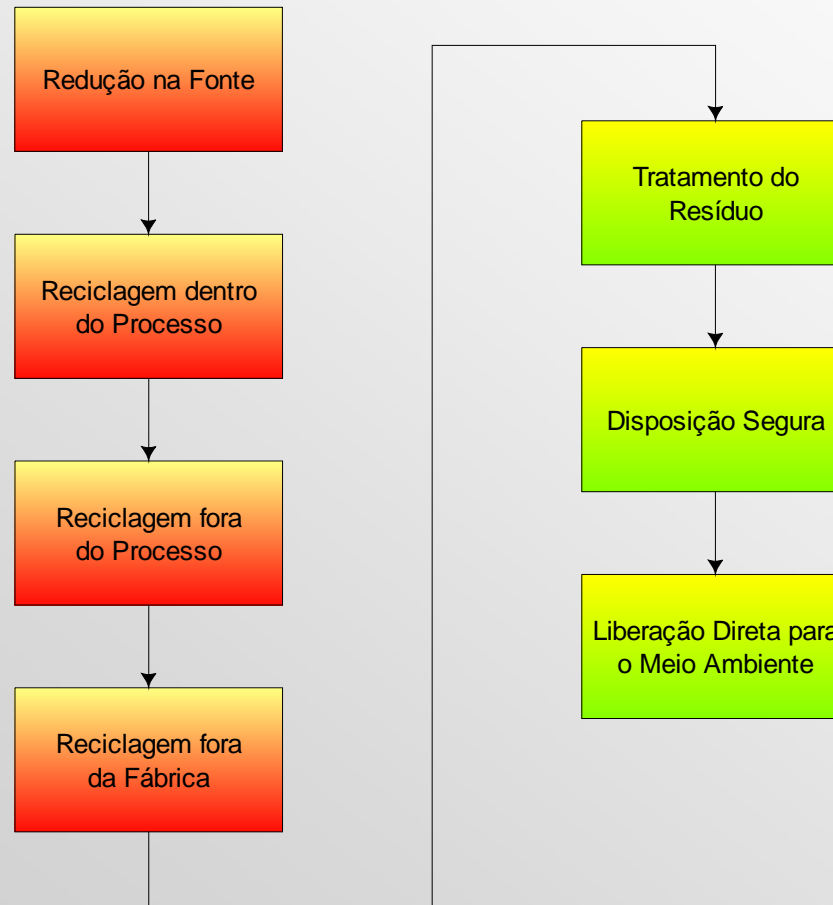 Redução na Fonte
Reciclagem dentro
do Processo
Reciclagem fora
do Processo
Reciclagem fora
da Fábrica
Tratamento do
Resíduo
Disposição Segura
Liberação Direta para
o Meio Ambiente